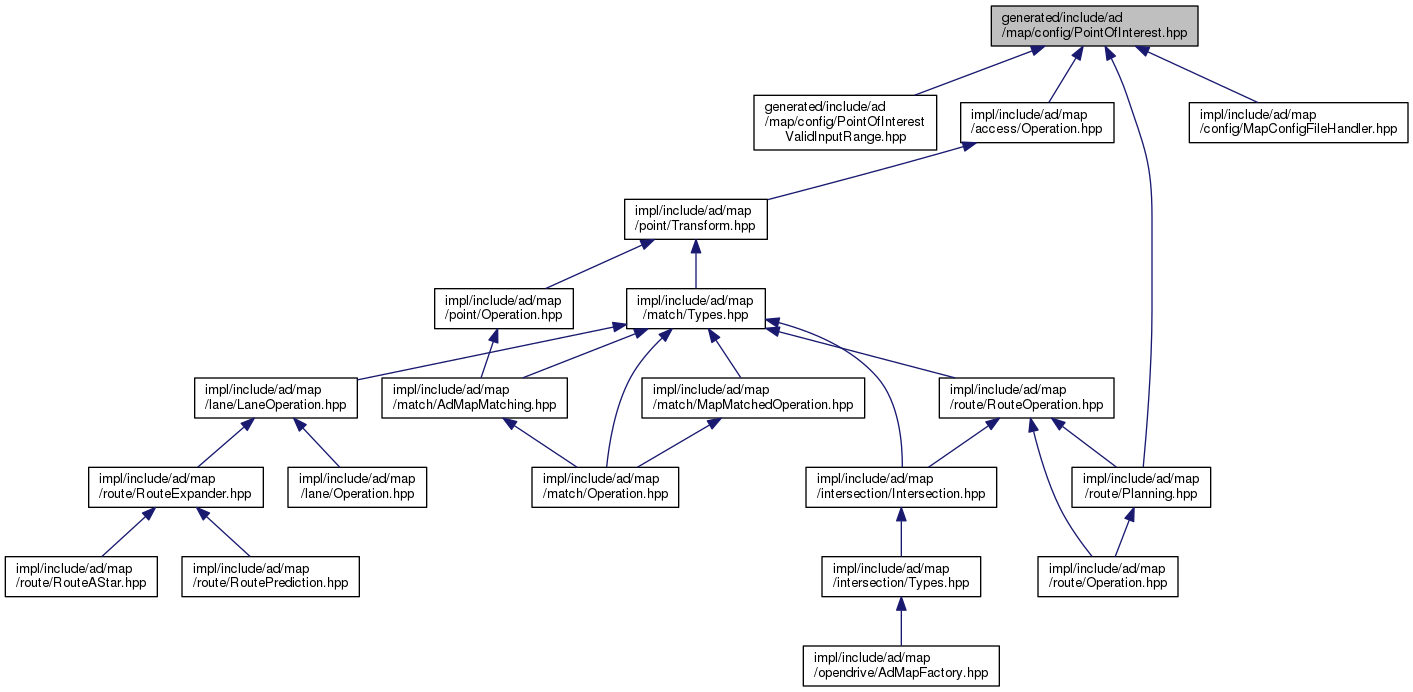 generated/include/ad
/map/config/PointOfInterest.hpp
generated/include/ad
/map/config/PointOfInterest
ValidInputRange.hpp
impl/include/ad/map
/access/Operation.hpp
impl/include/ad/map
/config/MapConfigFileHandler.hpp
impl/include/ad/map
/point/Transform.hpp
impl/include/ad/map
/point/Operation.hpp
impl/include/ad/map
/match/Types.hpp
impl/include/ad/map
/lane/LaneOperation.hpp
impl/include/ad/map
/match/AdMapMatching.hpp
impl/include/ad/map
/match/MapMatchedOperation.hpp
impl/include/ad/map
/route/RouteOperation.hpp
impl/include/ad/map
/route/RouteExpander.hpp
impl/include/ad/map
/lane/Operation.hpp
impl/include/ad/map
/match/Operation.hpp
impl/include/ad/map
/intersection/Intersection.hpp
impl/include/ad/map
/route/Planning.hpp
impl/include/ad/map
/route/RouteAStar.hpp
impl/include/ad/map
/route/RoutePrediction.hpp
impl/include/ad/map
/intersection/Types.hpp
impl/include/ad/map
/route/Operation.hpp
impl/include/ad/map
/opendrive/AdMapFactory.hpp